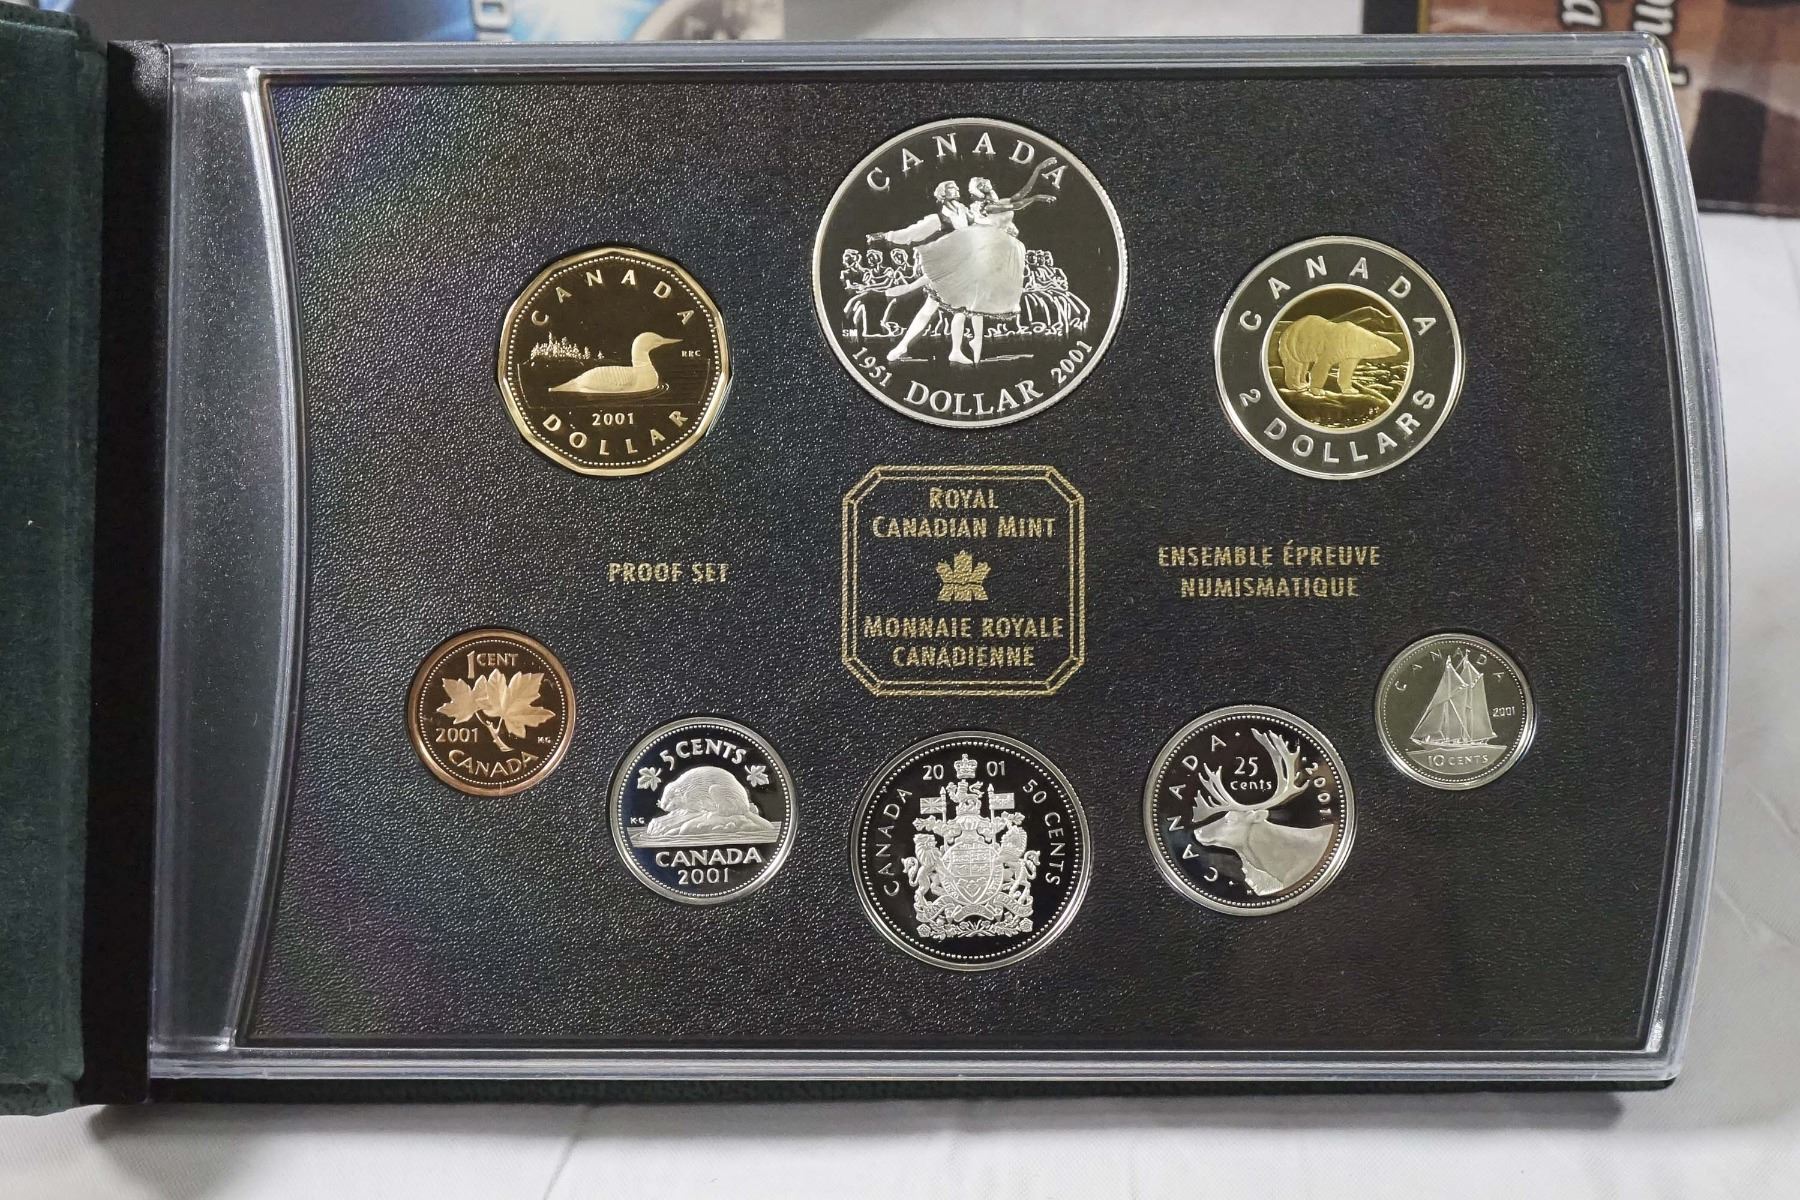 CANADA
SM
1951 DOLLAR 2001
CANADA
RRC
2001
DOLLAR
CANADA
2 DOLLARS
ROYAL
CANADIAN MINT
MONNAIE ROYALE
CANADIENNE
PROOF SET
ENSEMBLE ÉPREUVE
NUMISMATIQUE
1 CENT
2001
KG
CANADA
5 CENTS
K·G
CANADA
2001
20 01
CANADA
50 CENTS
25
cents
CANADA
2001
CANADA
2001
10 CENTS